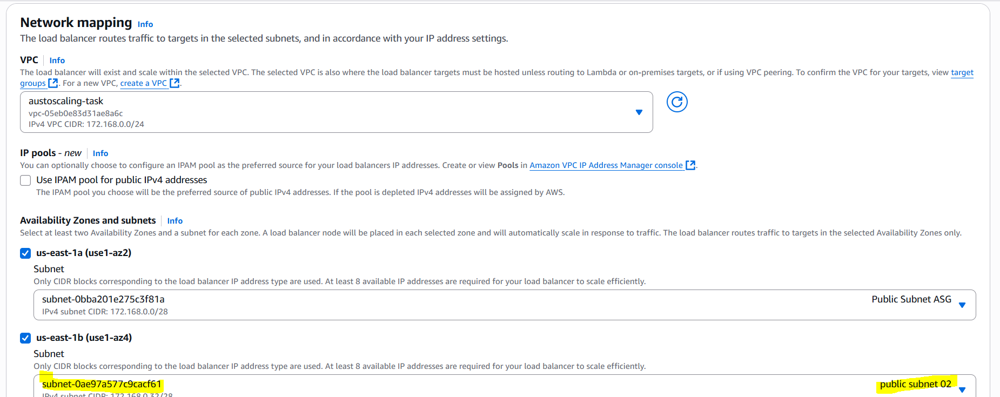 Network mapping Info
The load balancer routes traffic to targets in the selected subnets, and in accordance with your IP address settings.
VPC Info
The load balancer will exist and scale within the selected VPC. The selected VPC is also where the load balancer targets must be hosted unless routing to Lambda or on-premises targets, or if using VPC peering. To confirm the VPC for your targets, view target
groups. For a new VPC, create a VPC.
austoscaling-task
vpc-05eb0e83d31ae8a6c
IPv4 VPC CIDR: 172.168.0.0/24
IP pools - new Info
You can optionally choose to configure an IPAM pool as the preferred source for your load balancers IP addresses. Create or view Pools in Amazon VPC IP Address Manager console.
Use IPAM pool for public IPv4 addresses
The IPAM pool you choose will be the preferred source of public IPv4 addresses. If the pool is depleted IPv4 addresses will be assigned by AWS.
Availability Zones and subnets Info
Select at least two Availability Zones and a subnet for each zone. A load balancer node will be placed in each selected zone and will automatically scale in response to traffic. The load balancer routes traffic to targets in the selected Availability Zones only.
us-east-1a (use1-az2)
Subnet
Only CIDR blocks corresponding to the load balancer IP address type are used. At least 8 available IP addresses are required for your load balancer to scale efficiently.
subnet-0bba201e275c3f81a Public Subnet ASG
IPv4 subnet CIDR: 172.168.0.0/28
us-east-1b (use1-az4)
Subnet
Only CIDR blocks corresponding to the load balancer IP address type are used. At least 8 available IP addresses are required for your load balancer to scale efficiently.
subnet-0ae97a577c9cacf61 public subnet 02
IPv4 subnet CIDR: 172.168.0.32/28